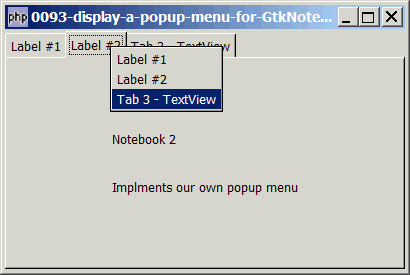 php 0093-display-a-popup-menu-for-GtkNote...
Label #1 Label #2 Tab 3 - TextView
Label #1
Label #2
Tab 3 - TextView
Notebook 2
Implments our own popup menu